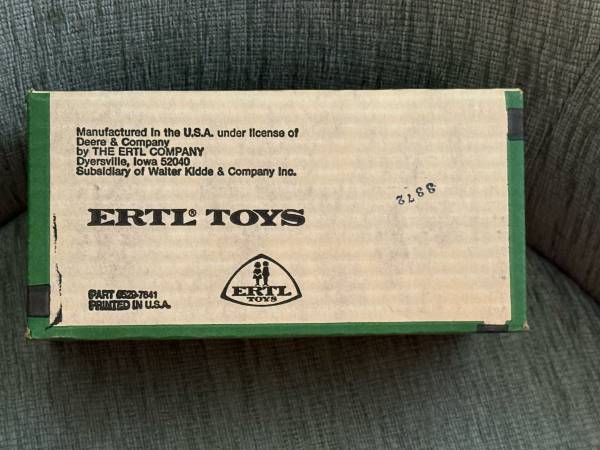 Manufactured in the U.S.A. under license of
Deere & Company
by THE ERTL COMPANY
Dyersville, Iowa 52040
Subsidiary of Walter Kidde & Company Inc.
ERTL® TOYS
ERTL
TOYS
PART
PRINTED IN U.S.A.